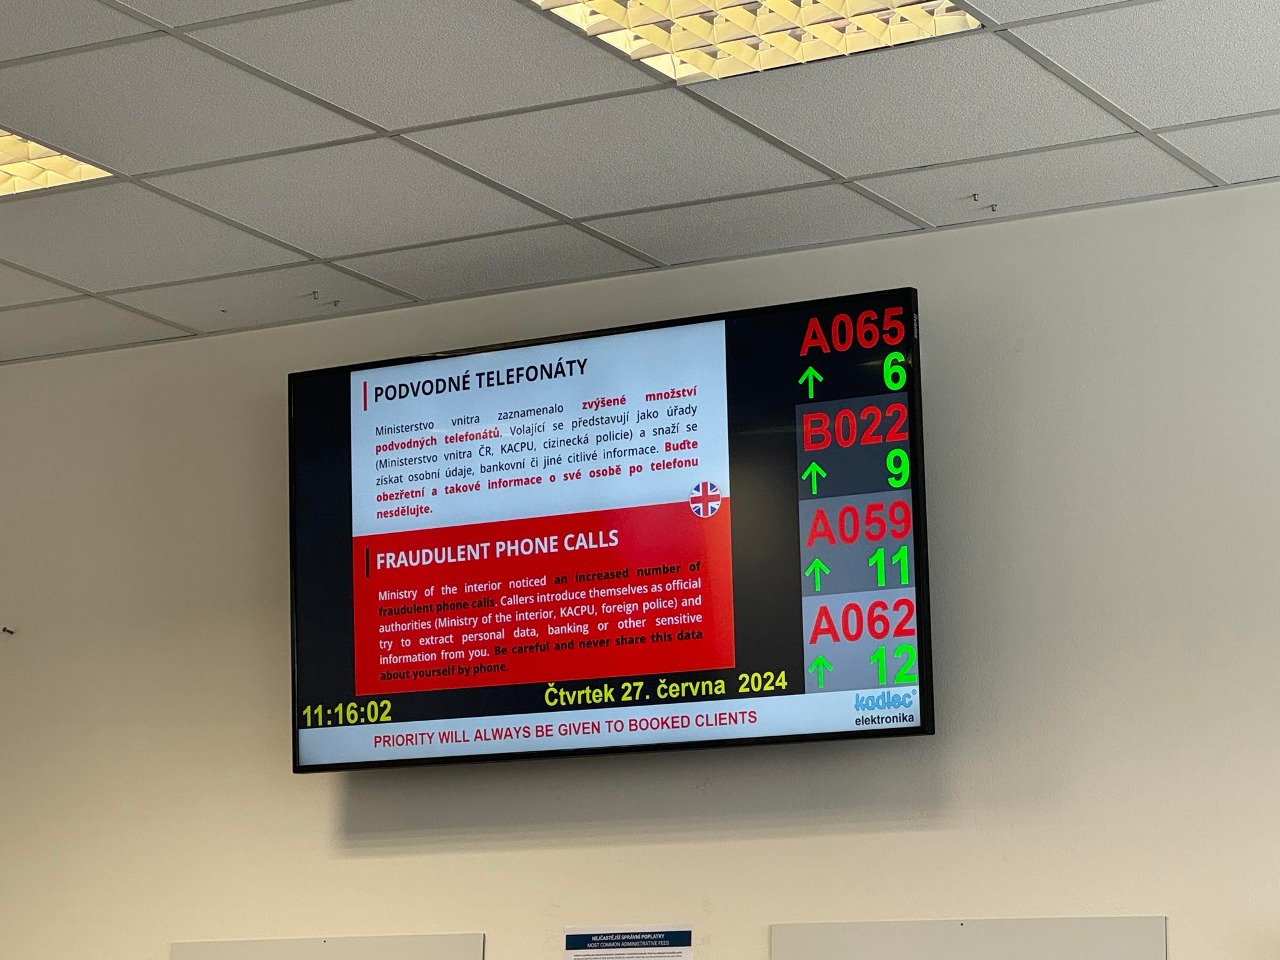 PODVODNÉ TELEFONÁTY
Ministerstvo vnitra zaznamenalo zvýšené množství
podvodných telefonátů. Volající se představují jako úřady
(Ministerstvo vnitra ČR, KACPU, cizinecká policie) a snaží se
získat osobní údaje, bankovní či jiné citlivé informace. Buďte
obezřetní a takové informace o své osobě po telefonu
nesdělujte.
FRAUDULENT PHONE CALLS
Ministry of the interior noticed an increased number of
fraudulent phone calls. Callers introduce themselves as official
authorities (Ministry of the interior, KACPU, foreign police) and
try to extract personal data, banking or other sensitive
information from you. Be careful and never share this data
about yourself by phone.
A065
↑ 6
B022
↑ 9
A059
↑ 11
A062
↑ 12
11:16:02
Čtvrtek 27. června 2024
PRIORITY WILL ALWAYS BE GIVEN TO BOOKED CLIENTS
kadlec
elektronika
NEJČASTĚJŠÍ SPRÁVNÍ POPLATKY
MOST COMMON ADMINISTRATIVE FEES